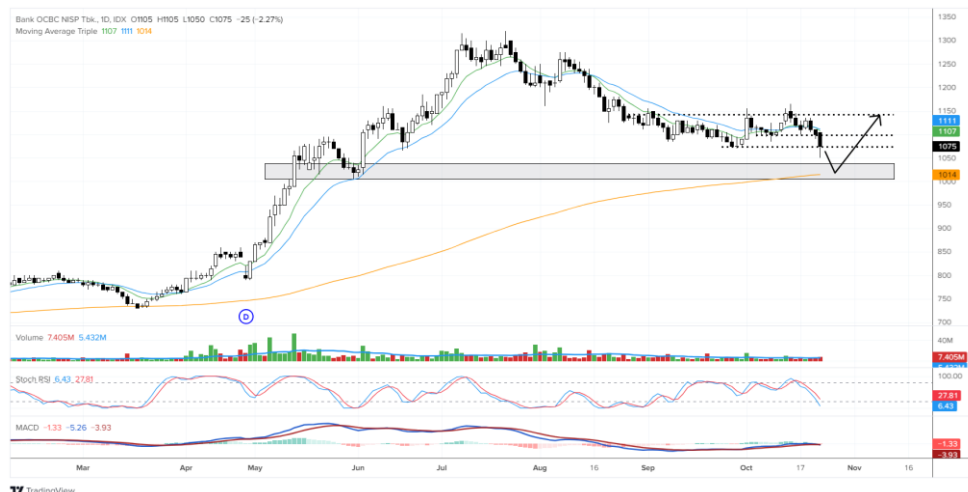 Bank OCBC NISP Tbk., 1D, IDX O1105 H1105 L1050 C1075 −25 (−2.27%)
Moving Average Triple 1107 1111 1014
1350
1300
1250
1200
1150
1111
1107
1075
1050
1014
950
900
850
800
750
700
D
Volume 7.405M 5.432M
40M
7.405M
Stoch RSI 6.43 27.81
100.00
27.81
6.43
MACD −1.33 −5.26 −3.93
−1.33
−3.93
Mar Apr May Jun Jul Aug 16 Sep Oct 17 Nov 16
TradingView